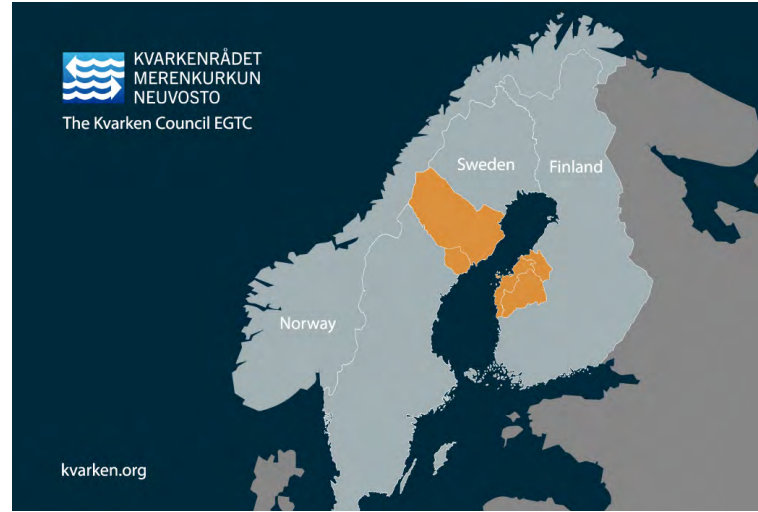 KVARKENRÅDET
MERENKURKUN
NEUVOSTO
The Kvarken Council EGTC
Sweden
Finland
Norway
kvarken.org